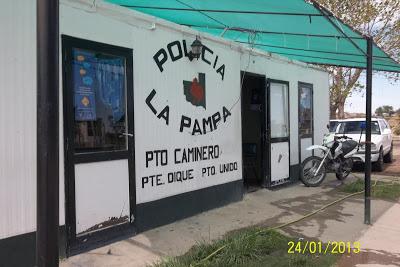 POLICIA
LA PAMPA
PTO CAMINERO
PTE. DIQUE PTO. UNIDO
24/01/2013